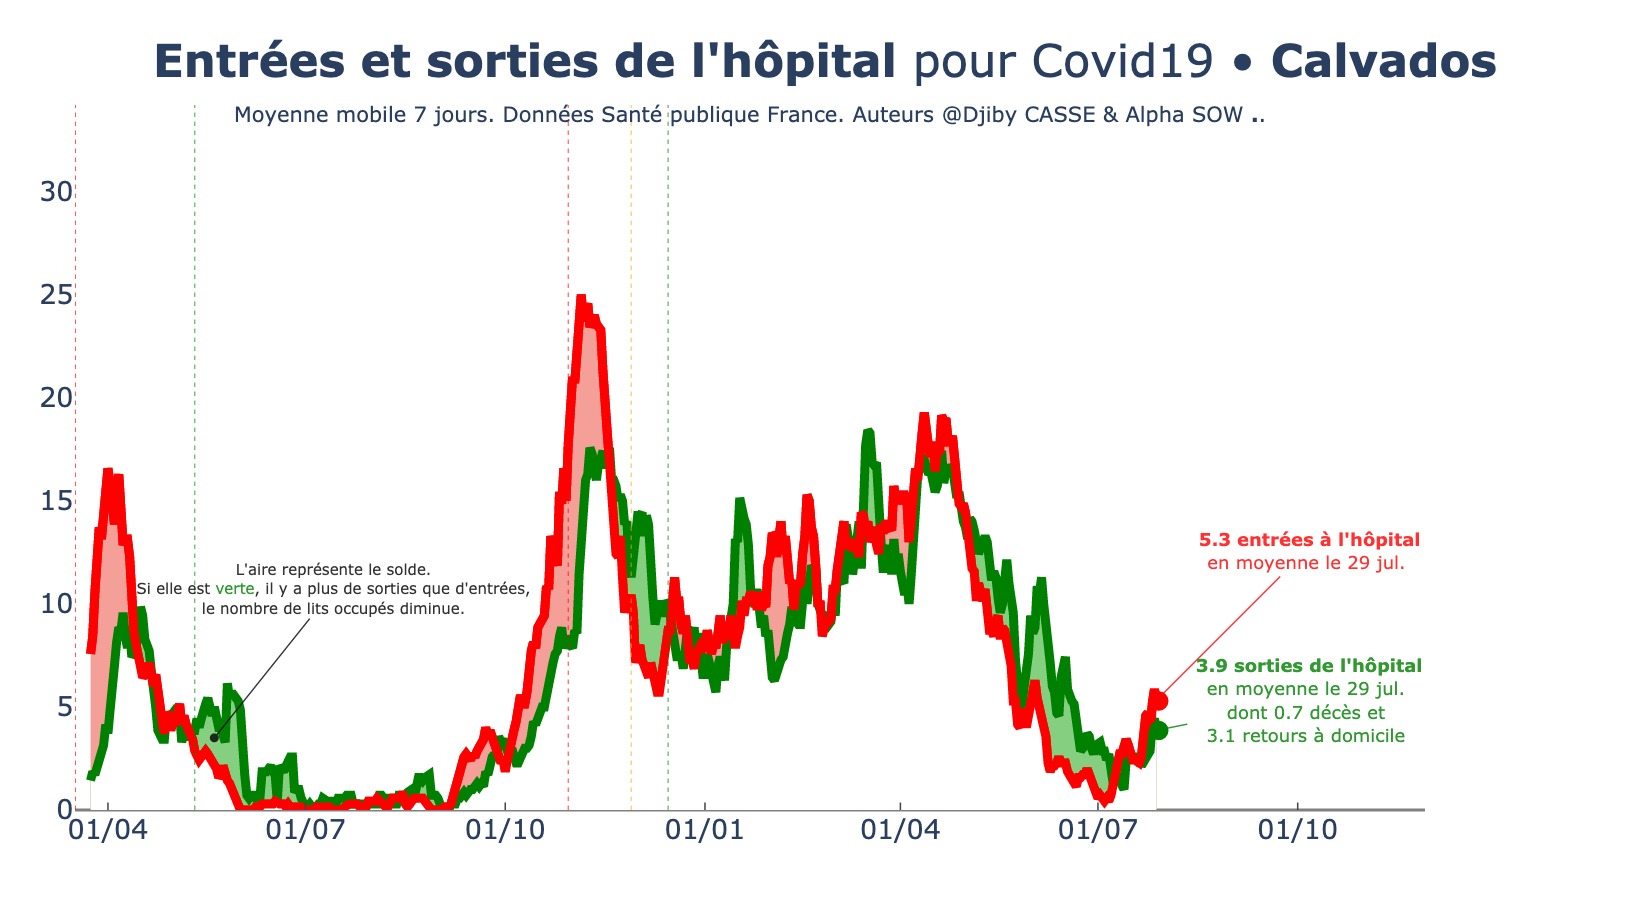 Entrées et sorties de l'hôpital pour Covid19 • Calvados
Moyenne mobile 7 jours. Données Santé publique France. Auteurs @Djiby CASSE & Alpha SOW ..
30
25
20
15
10
5
0
L'aire représente le solde.
Si elle est verte, il y a plus de sorties que d'entrées,
le nombre de lits occupés diminue.
5.3 entrées à l'hôpital
en moyenne le 29 jul.
3.9 sorties de l'hôpital
en moyenne le 29 jul.
dont 0.7 décès et
3.1 retours à domicile
01/04
01/07
01/10
01/01
01/04
01/07
01/10